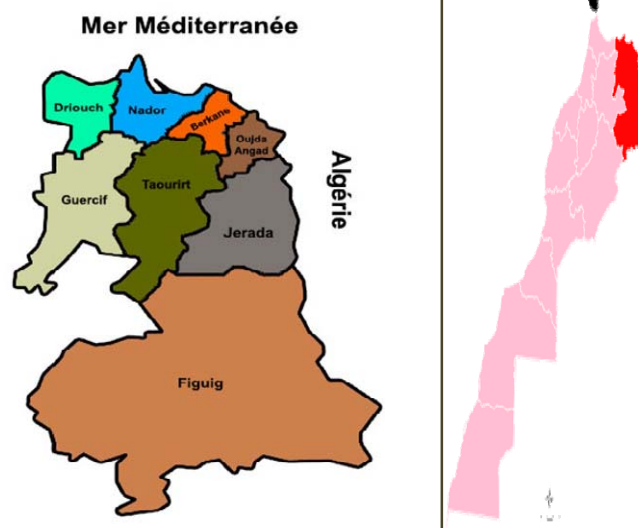 Mer Méditerranée
Driouch
Nador
Berkane
Oujda
Angad
Guercif
Taourirt
Jerada
Algérie
Figuig